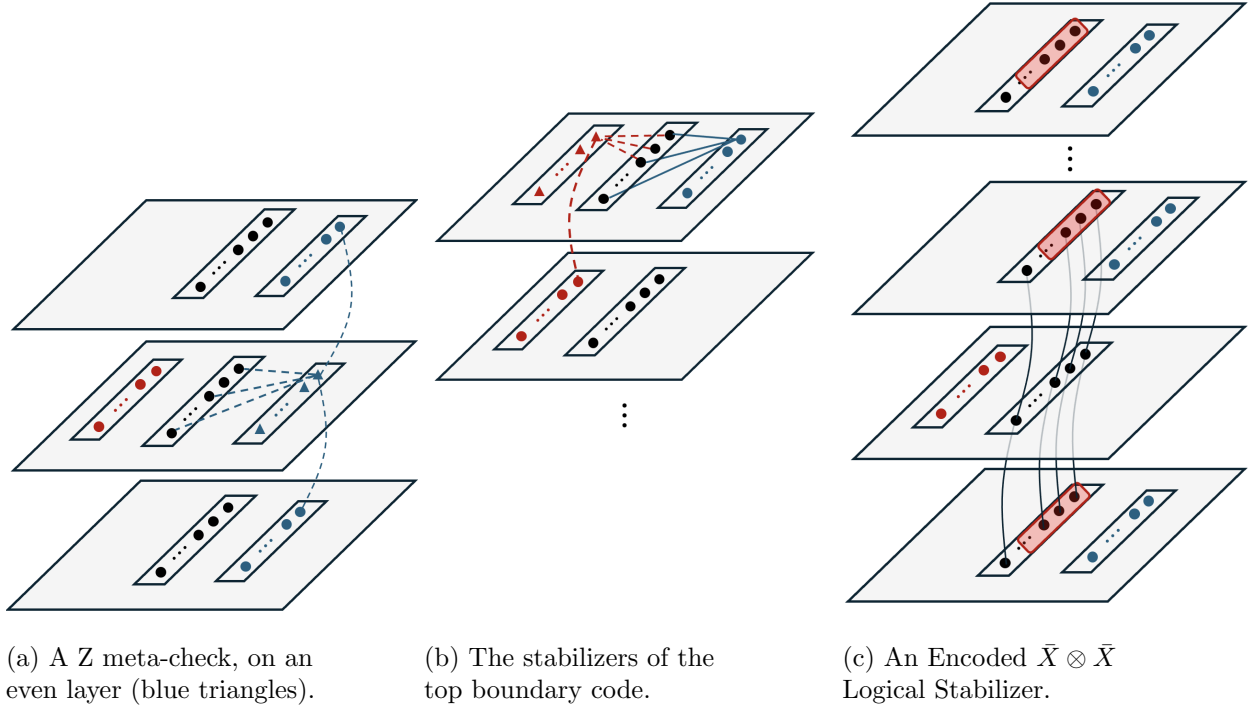 (a) A Z meta-check, on an
even layer (blue triangles).
(b) The stabilizers of the
top boundary code.
(c) An Encoded X̄ ⊗ X̄
Logical Stabilizer.